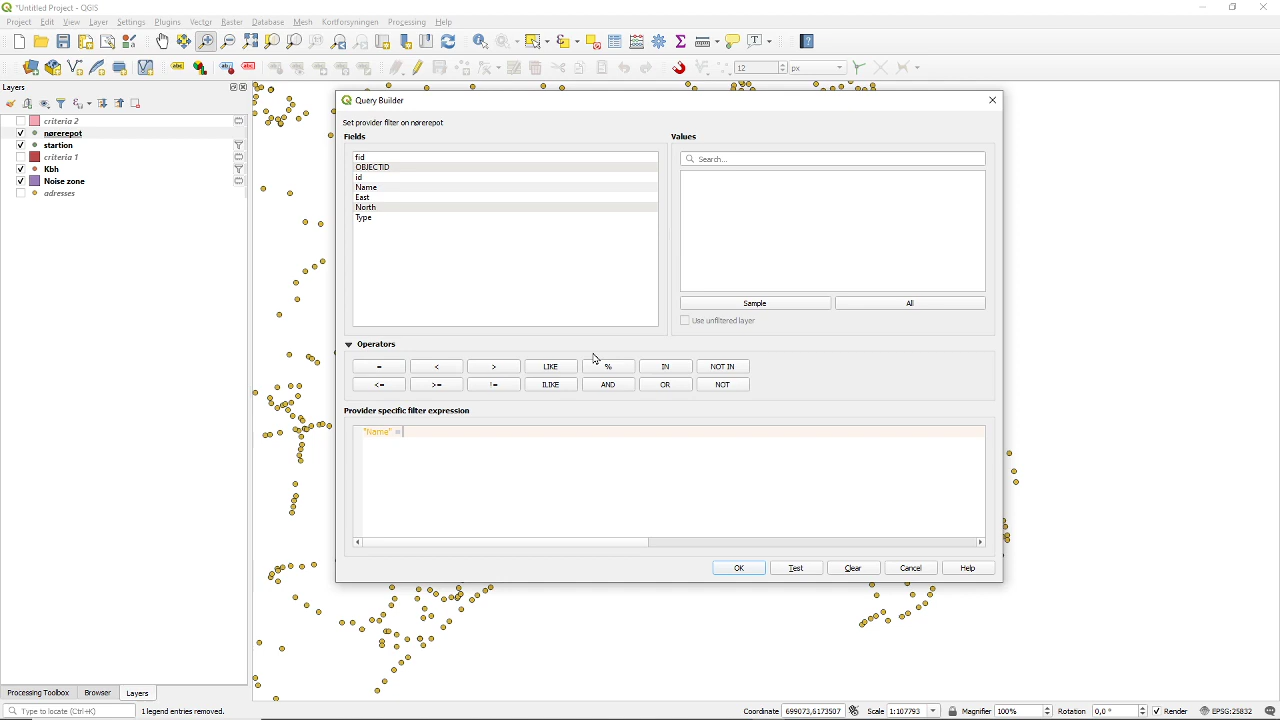 *Untitled Project - QGIS
Project Edit View Layer Settings Plugins Vector Raster Database Mesh Kortforsyningen Processing Help
12 px
Layers
criteria 2
nørerepot
startion
criteria 1
Kbh
Noise zone
adresses
Query Builder
Set provider filter on nørerepot
Fields
fid
OBJECTID
id
Name
East
North
Type
Values
Search...
Sample All
Use unfiltered layer
Operators
= < > LIKE % IN NOT IN
<= >= != ILIKE AND OR NOT
Provider specific filter expression
"Name" =
OK Test Clear Cancel Help
Processing Toolbox Browser Layers
Type to locate (Ctrl+K) 1 legend entries removed. Coordinate 699073,6173507 Scale 1:107793 Magnifier 100% Rotation 0,0 ° Render EPSG:25832